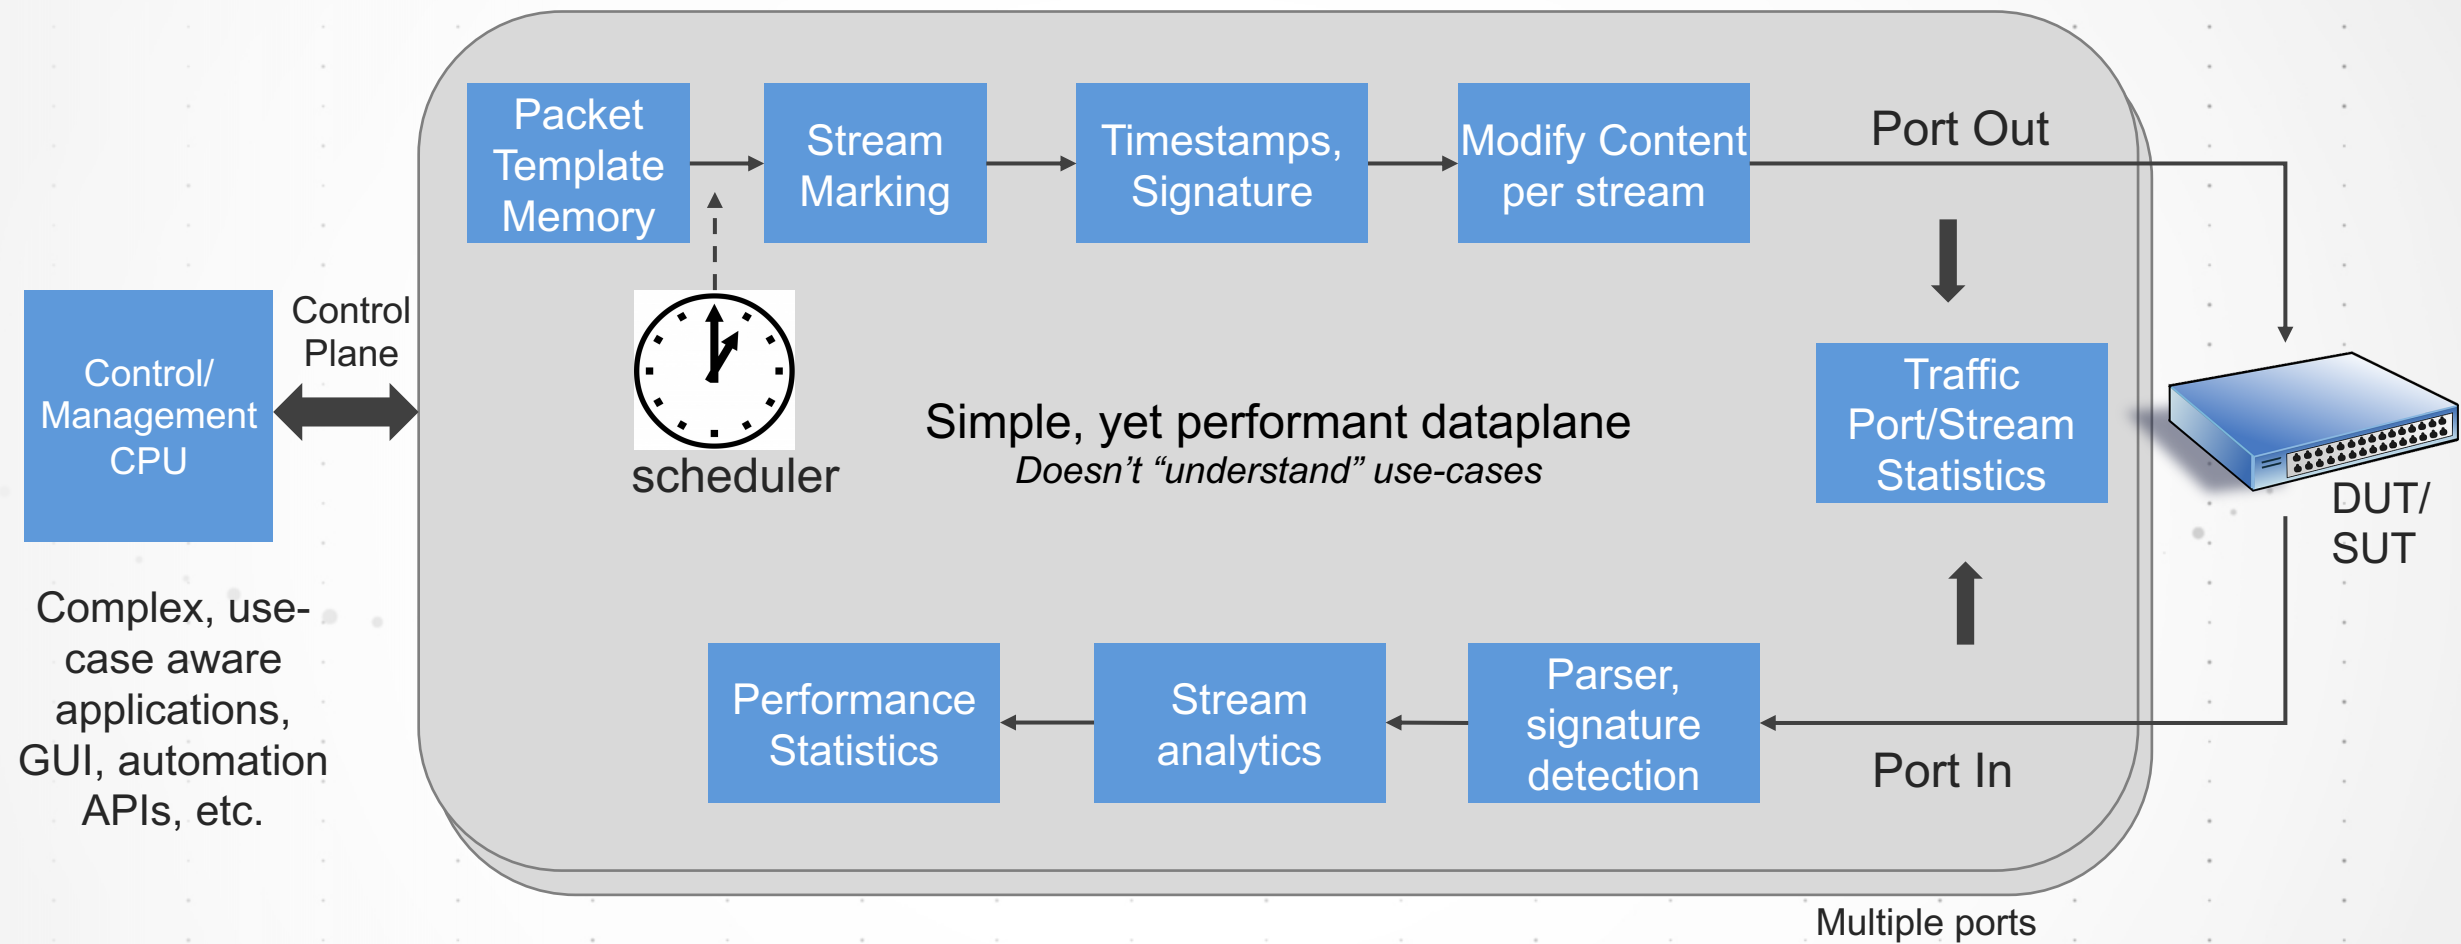 Packet
Template
Memory
Stream
Marking
Timestamps,
Signature
Modify Content
per stream
Port Out
Control/
Management
CPU
Control
Plane
scheduler
Simple, yet performant dataplane
Doesn’t “understand” use-cases
Traffic
Port/Stream
Statistics
DUT/
SUT
Complex, use-
case aware
applications,
GUI, automation
APIs, etc.
Performance
Statistics
Stream
analytics
Parser,
signature
detection
Port In
Multiple ports